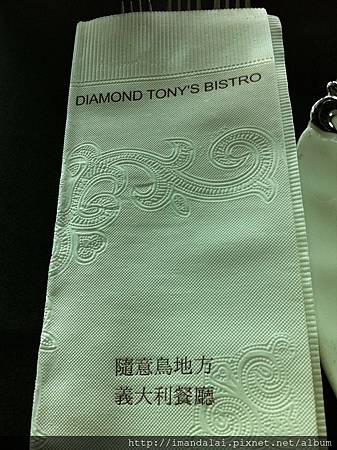 DIAMOND TONY'S BISTRO
隨意鳥地方
義大利餐廳
http://imandalai.pixnet.net/album